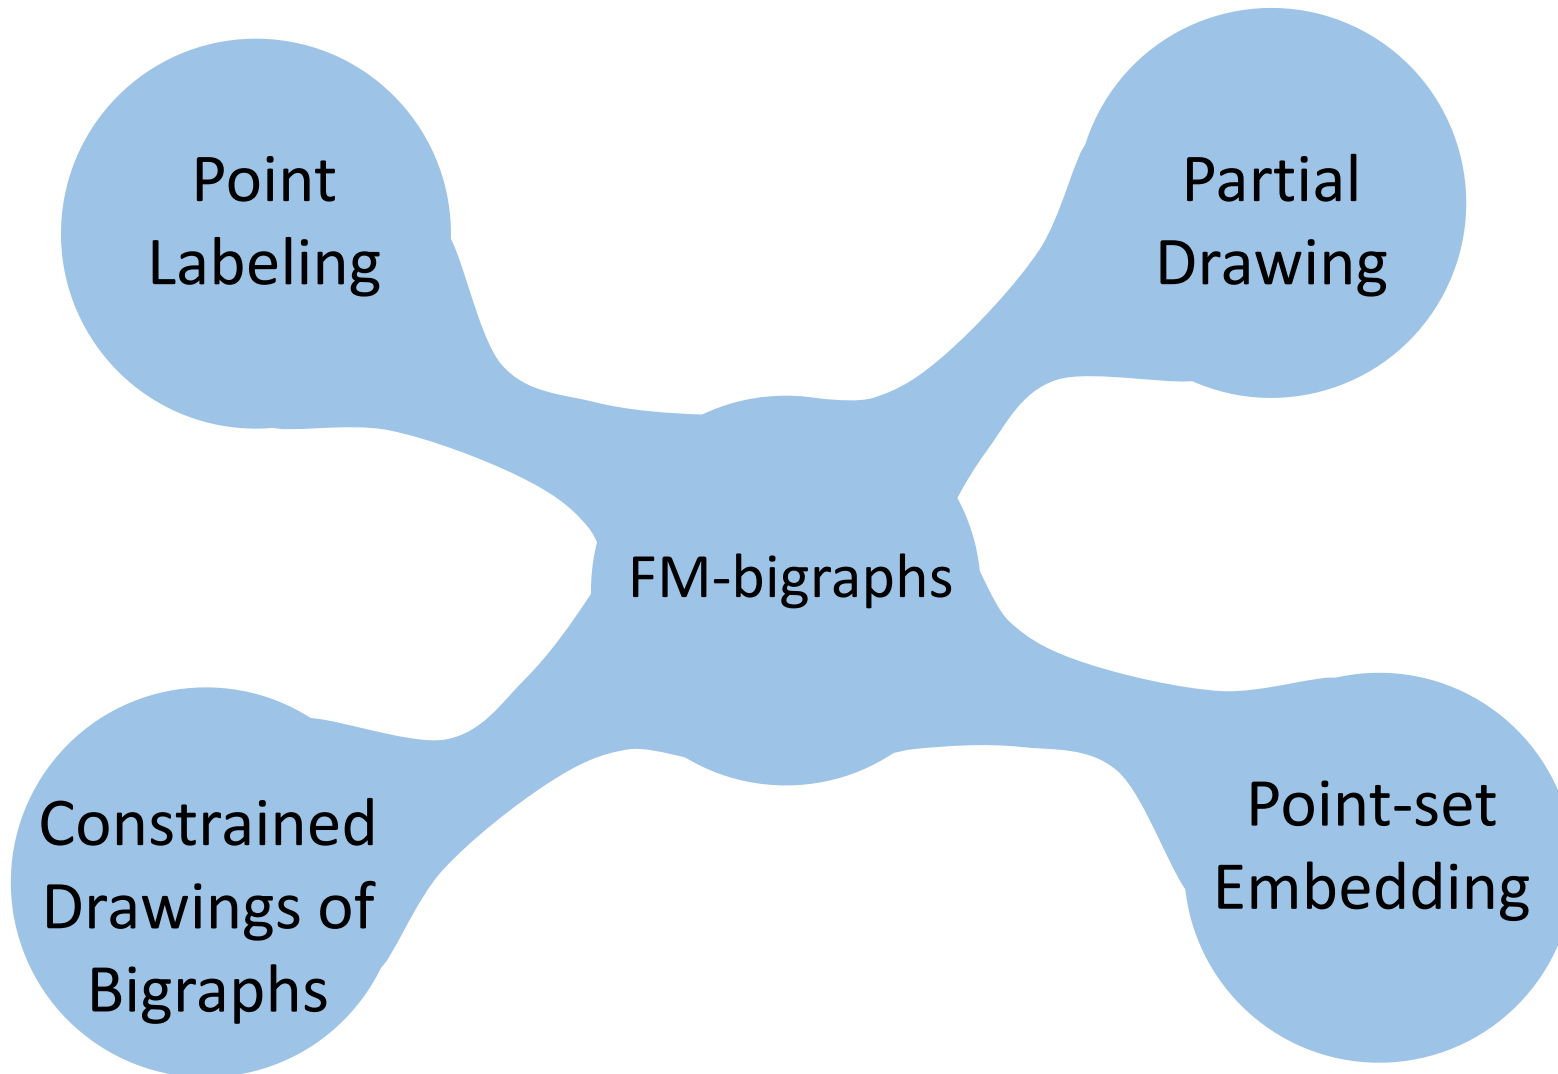 Point
Labeling
Partial
Drawing
FM-bigraphs
Constrained
Drawings of
Bigraphs
Point-set
Embedding